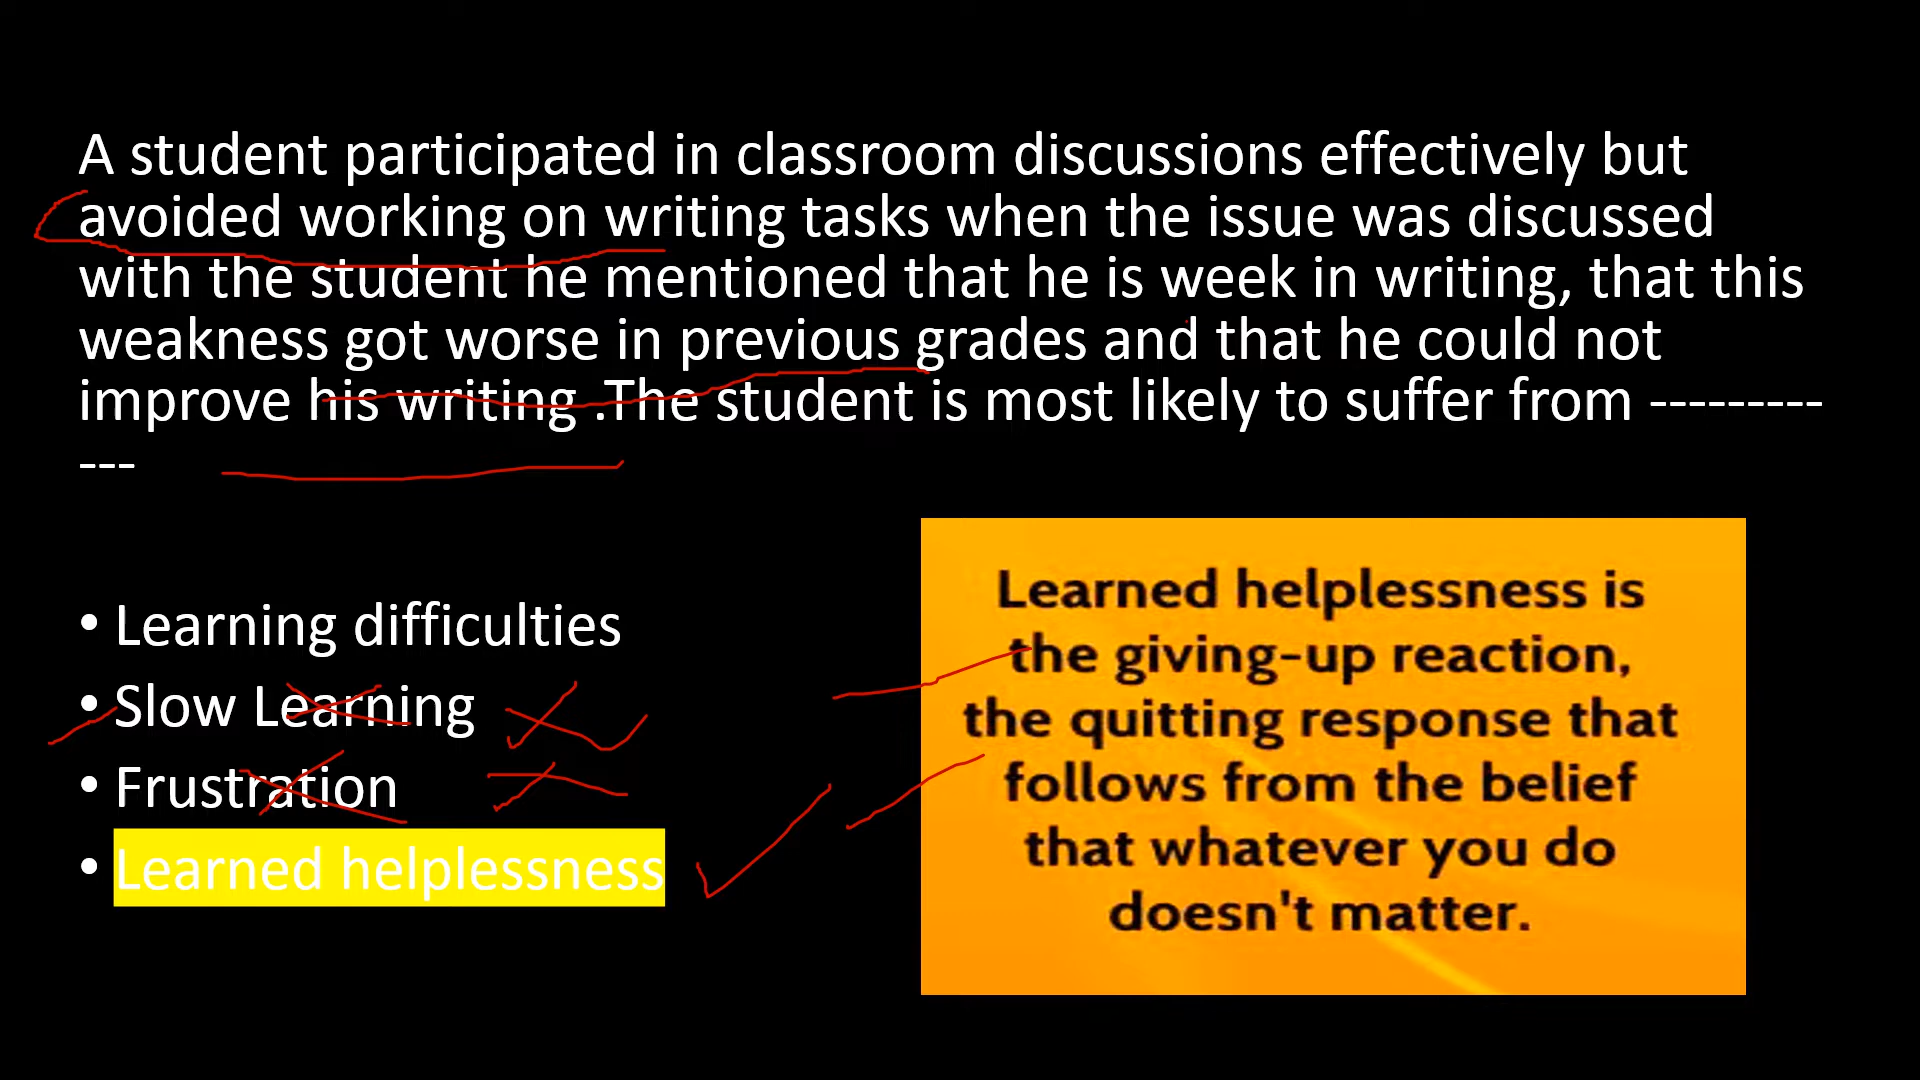 A student participated in classroom discussions effectively but
avoided working on writing tasks when the issue was discussed
with the student he mentioned that he is week in writing, that this
weakness got worse in previous grades and that he could not
improve his writing .The student is most likely to suffer from ---------
---
• Learning difficulties
• Slow Learning
• Frustration
• Learned helplessness
Learned helplessness is
the giving-up reaction,
the quitting response that
follows from the belief
that whatever you do
doesn't matter.